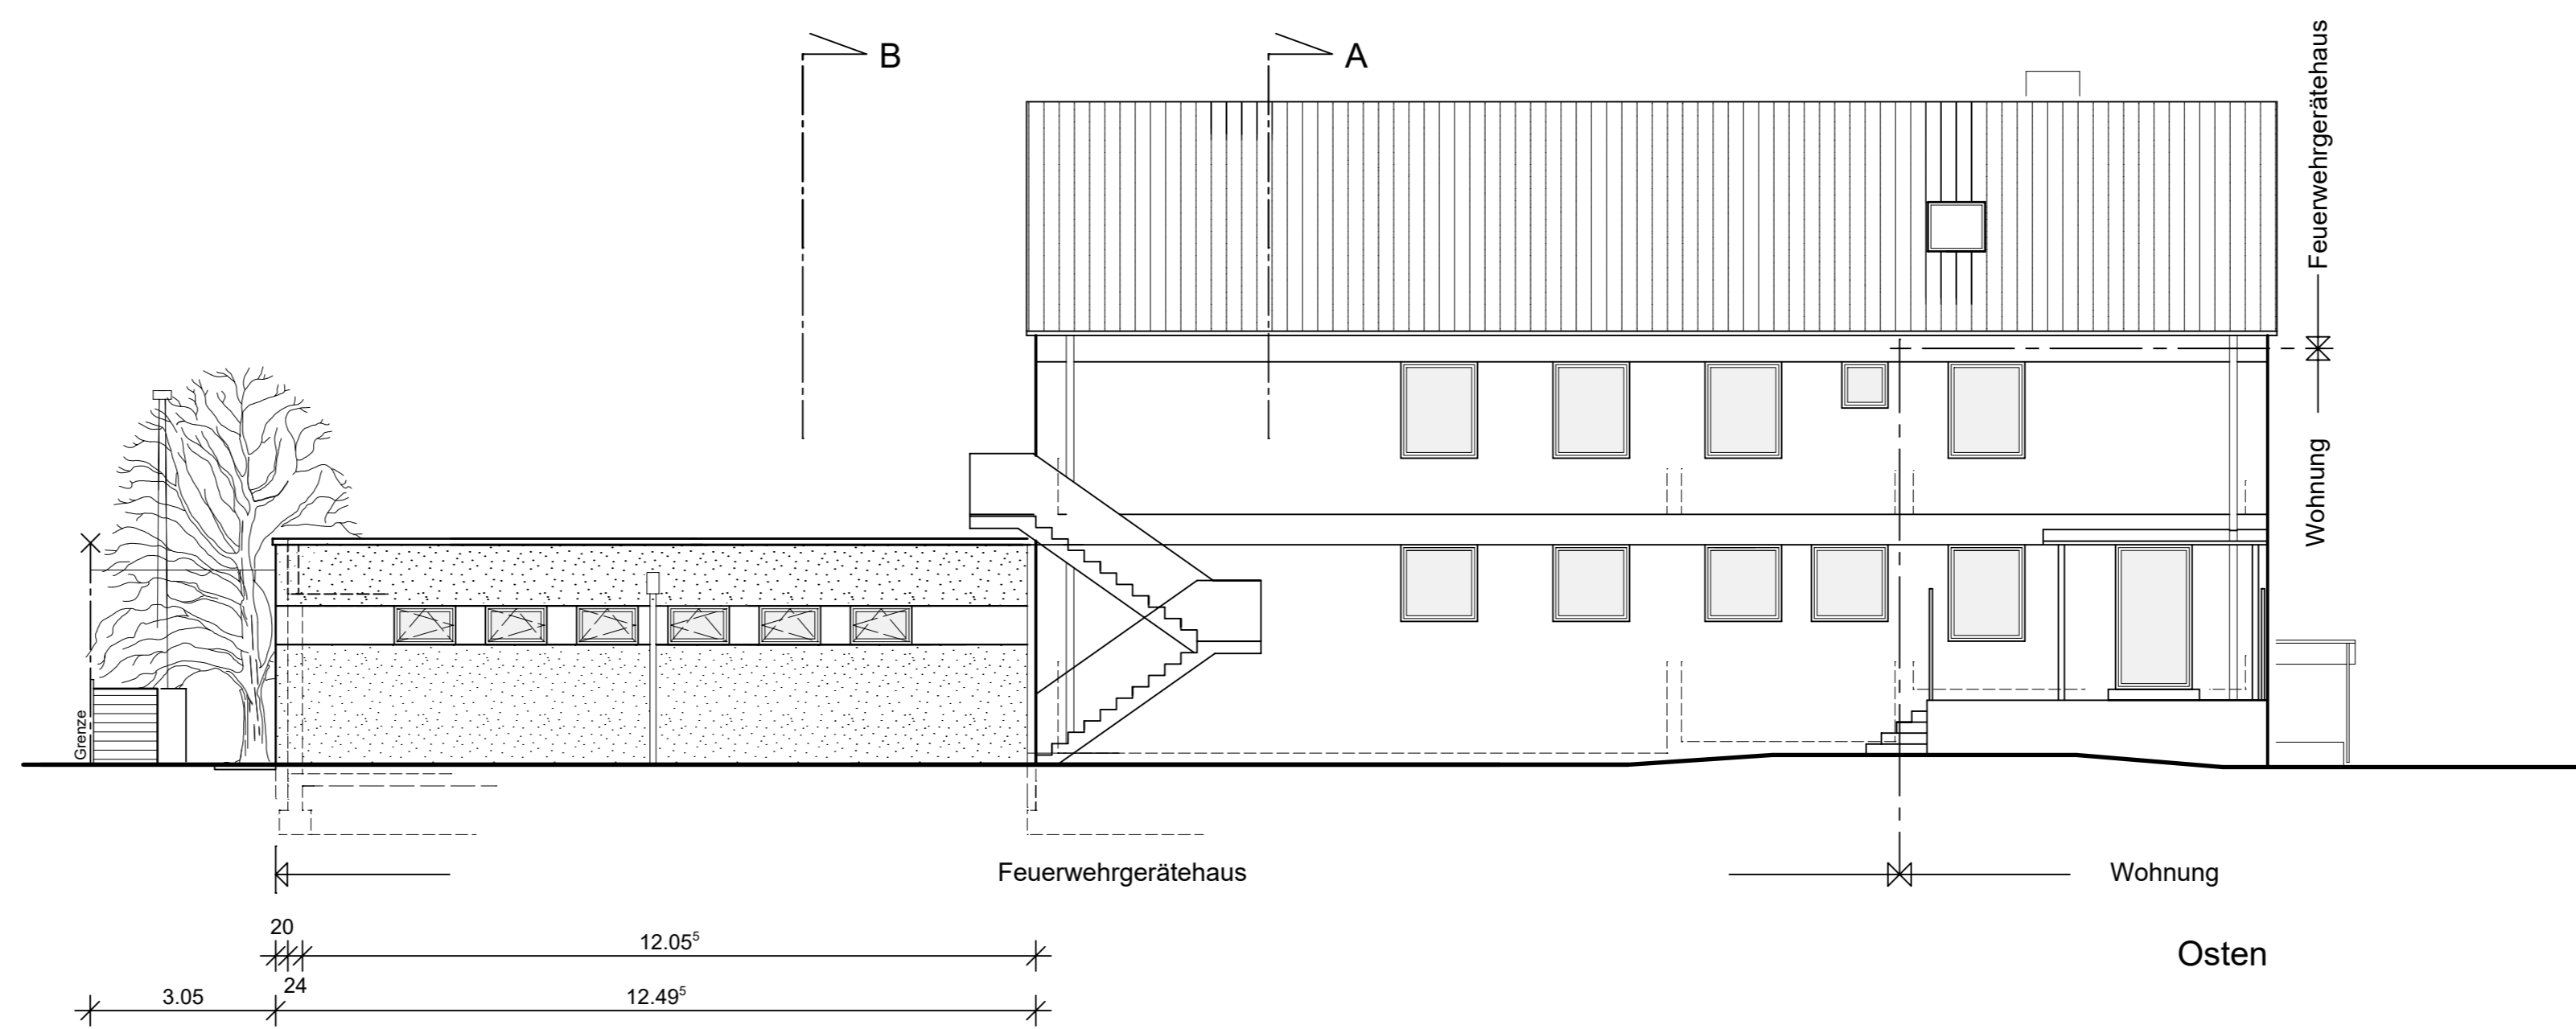 B
A
Feuerwehrgerätehaus
Wohnung
Grenze
Feuerwehrgerätehaus
Wohnung
20
12.05⁵
Osten
24
3.05
12.49⁵